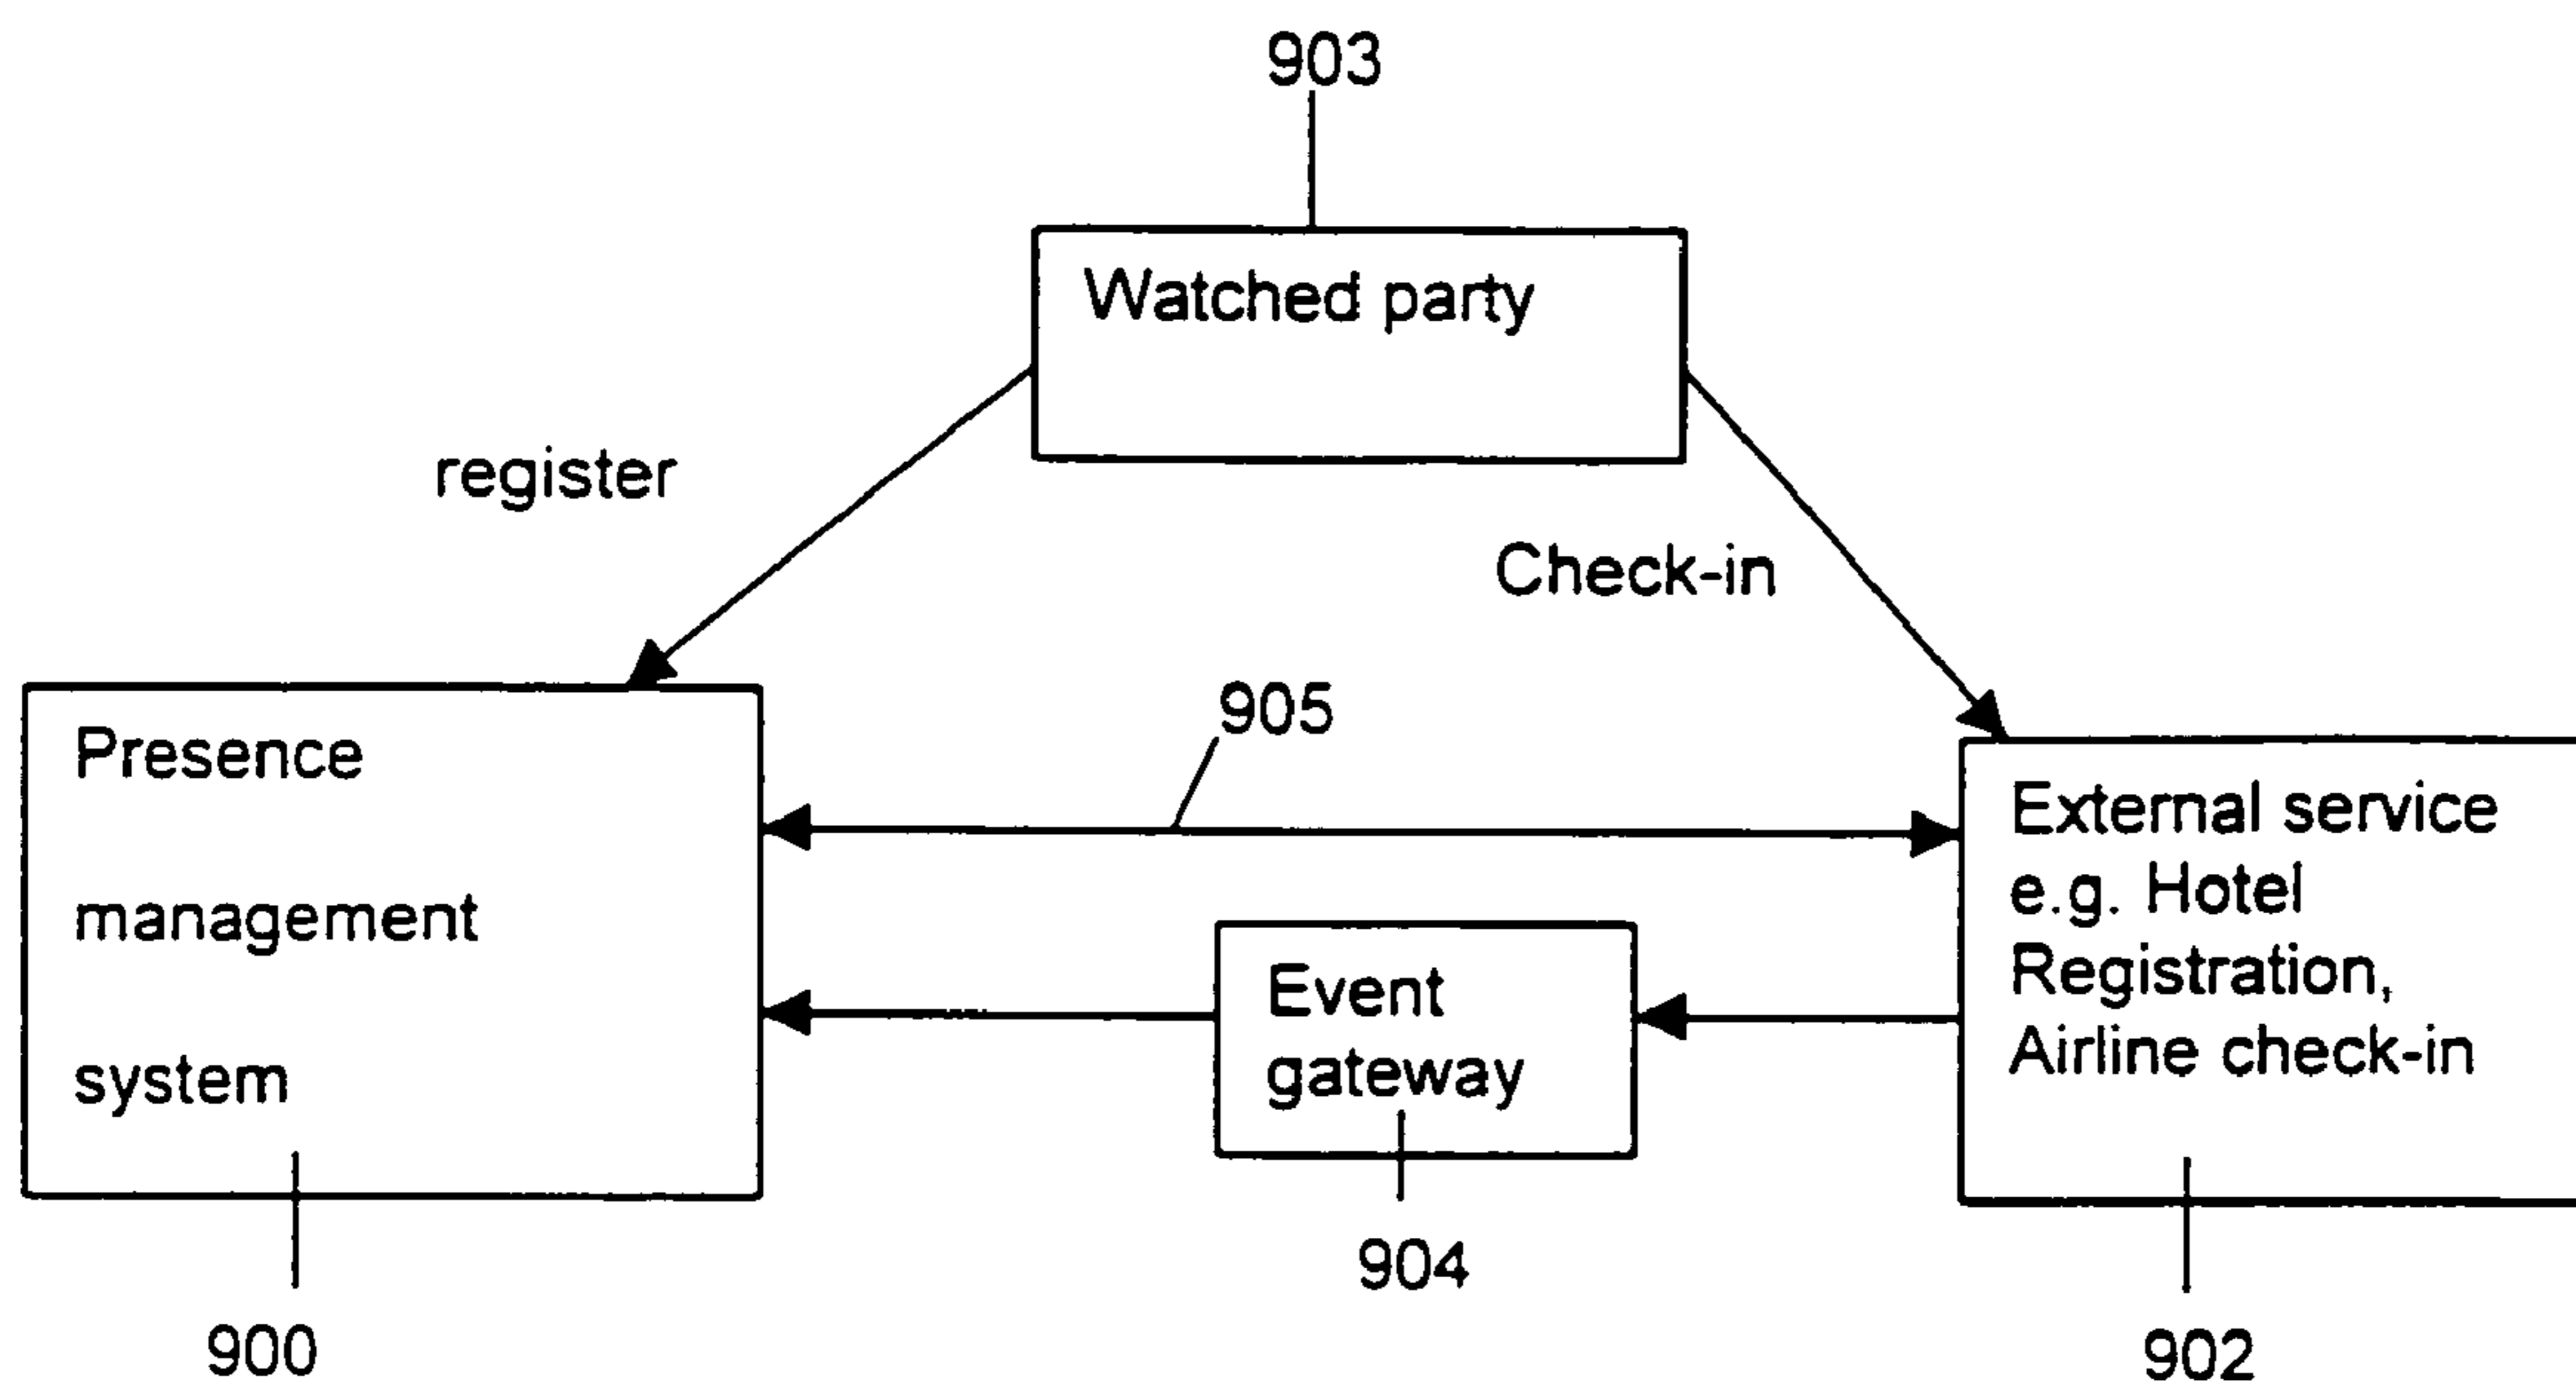 903
Watched party
register
Check-in
905
Presence
management
system
External service
e.g. Hotel
Registration,
Airline check-in
Event
gateway
904
900
902